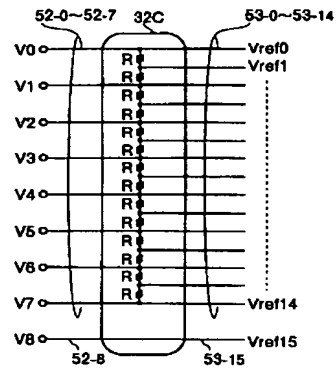 52-0~52-7 32C 53-0~53-14
V0 Vref0
R
Vref1
R
V1
R
R
V2
R
R
V3
R
R
V4
R
R
V5
R
R
V6
R
R
V7 Vref14
V8 Vref15
52-8 53-15